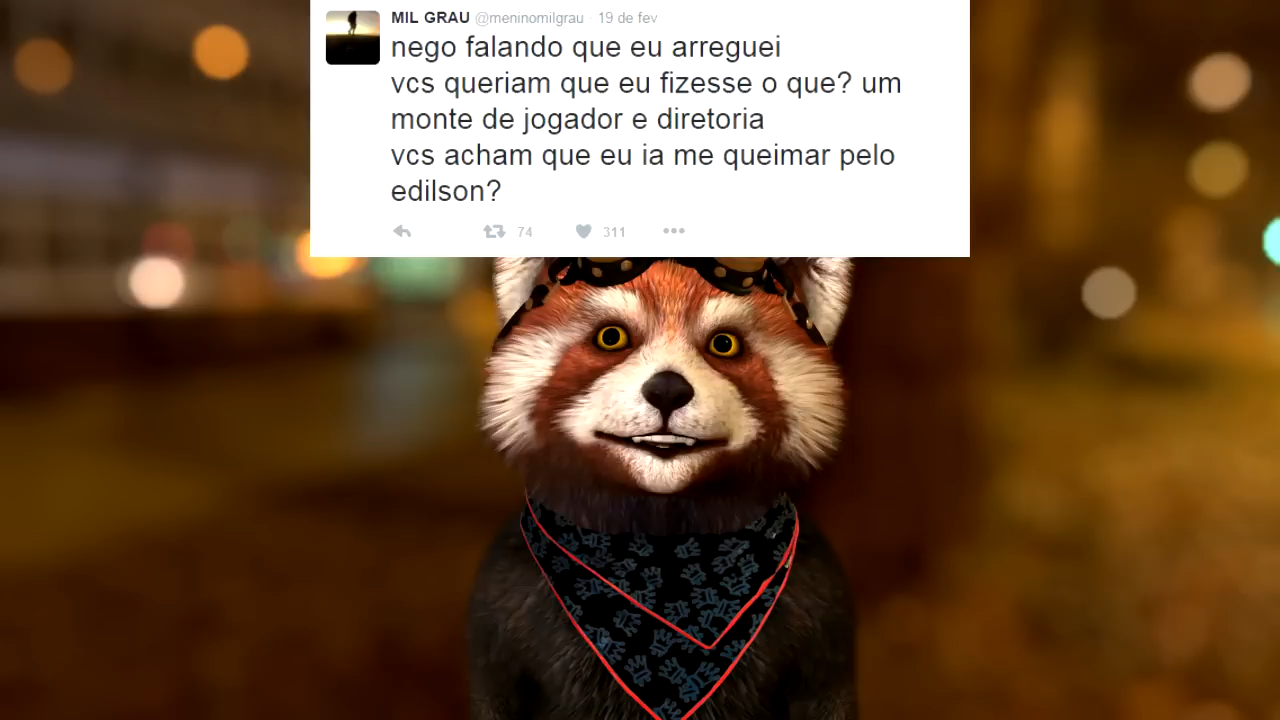 MIL GRAU @meninomilgrau · 19 de fev
nego falando que eu arreguei
vcs queriam que eu fizesse o que? um
monte de jogador e diretoria
vcs acham que eu ia me queimar pelo
edilson?
74 311